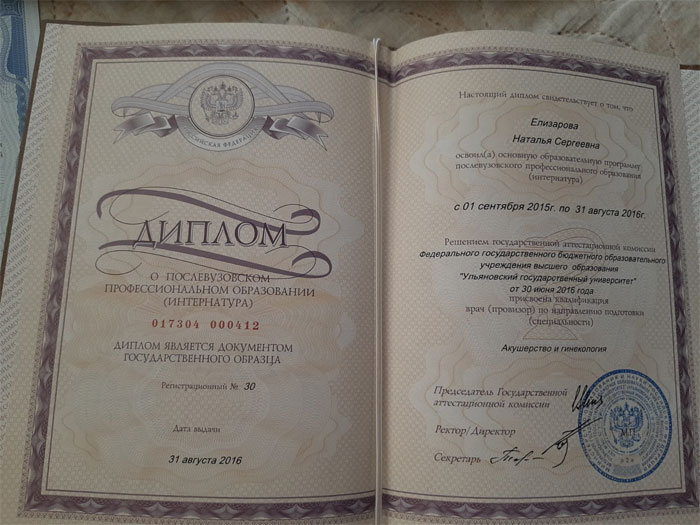 РОССИЙСКАЯ ФЕДЕРАЦИЯ
ДИПЛОМ
О ПОСЛЕВУЗОВСКОМ
ПРОФЕССИОНАЛЬНОМ ОБРАЗОВАНИИ
(ИНТЕРНАТУРА)
017304 000412
ДИПЛОМ ЯВЛЯЕТСЯ ДОКУМЕНТОМ
ГОСУДАРСТВЕННОГО ОБРАЗЦА
Регистрационный № 30
Дата выдачи
31 августа 2016
Настоящий диплом свидетельствует о том, что
Елизарова
Наталья Сергеевна
освоил(а) основную образовательную программу
послевузовского профессионального образования
(интернатура)
с 01 сентября 2015г. по 31 августа 2016г.
Решением государственной аттестационной комиссии
Федерального государственного бюджетного образовательного
учреждения высшего образования
"Ульяновский государственный университет"
от 30 июня 2016 года
присвоена квалификация
врач (провизор) по направлению подготовки
(специальности)
Акушерство и гинекология
Председатель Государственной
аттестационной комиссии
Ректор/Директор
Секретарь
МП